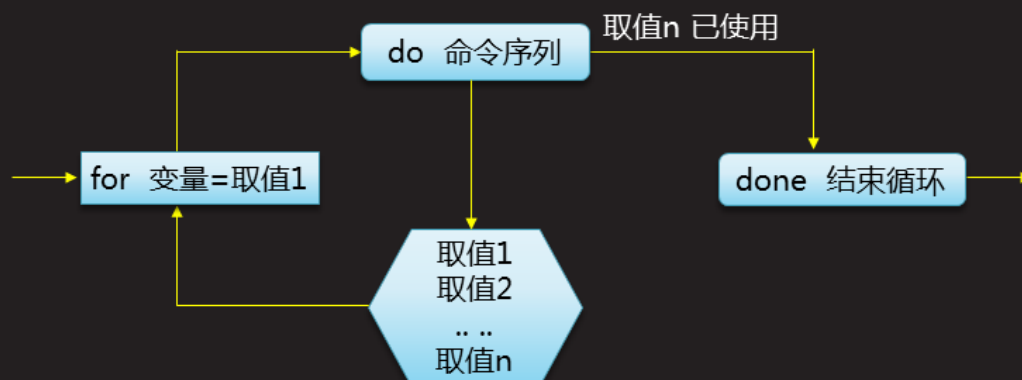 取值n 已使用
do 命令序列
for 变量=取值1
done 结束循环
取值1
取值2
.. ..
取值n